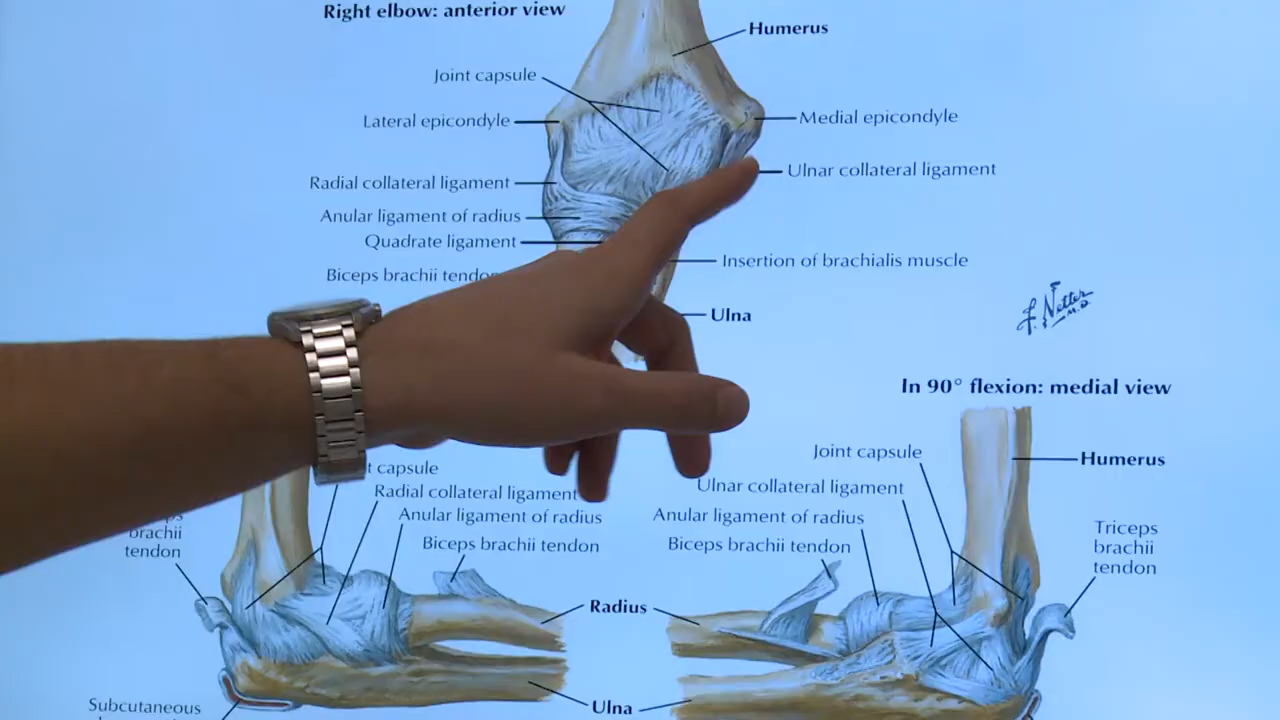 Right elbow: anterior view
Humerus
Joint capsule
Lateral epicondyle
Medial epicondyle
Ulnar collateral ligament
Radial collateral ligament
Anular ligament of radius
Quadrate ligament
Insertion of brachialis muscle
Biceps brachii
Ulna
F. Netter
M.D.
In 90° flexion: medial view
Joint capsule
Humerus
capsule
Radial collateral ligament
Ulnar collateral ligament
Anular ligament of radius
Anular ligament of radius
Biceps brachii tendon
Biceps brachii tendon
brachii
tendon
Triceps
brachii
tendon
Radius
Ulna
Subcutaneous